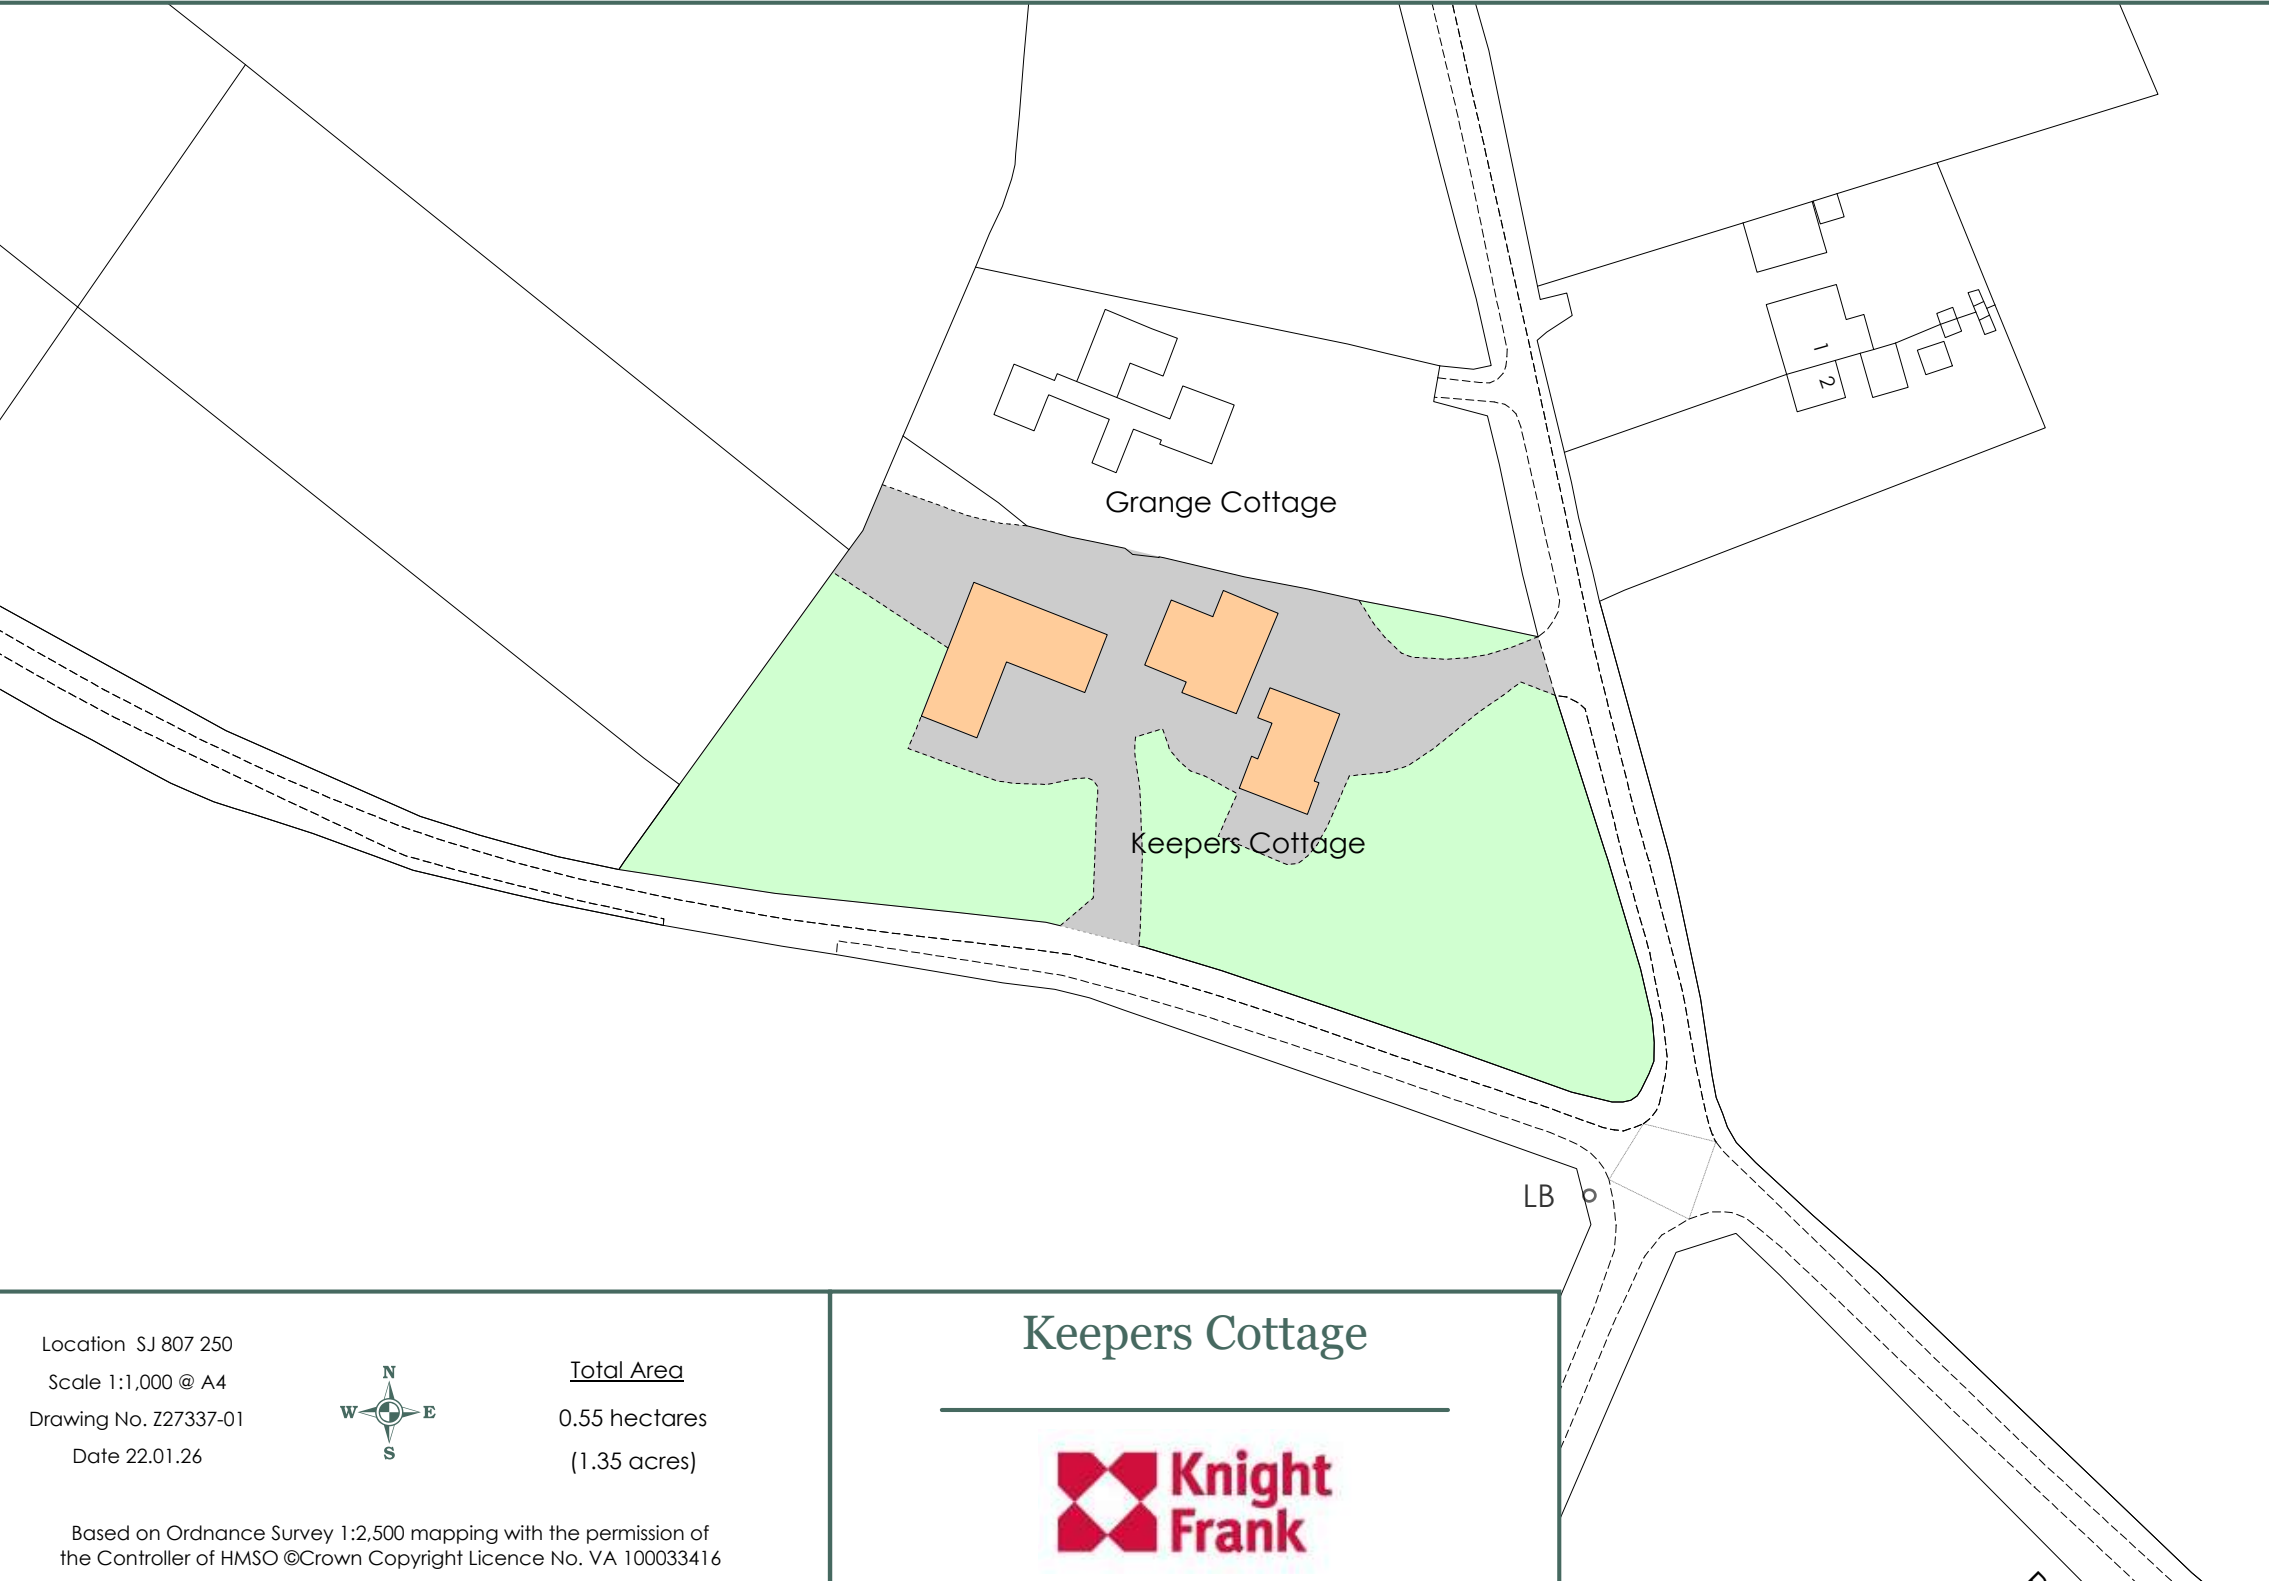 1
2
Grange Cottage
Keepers Cottage
LB
Location SJ 807 250
Scale 1:1,000 @ A4
Drawing No. Z27337-01
Date 22.01.26
N
W E
S
Total Area
0.55 hectares
(1.35 acres)
Based on Ordnance Survey 1:2,500 mapping with the permission of
the Controller of HMSO ©Crown Copyright Licence No. VA 100033416
Keepers Cottage
Knight
Frank